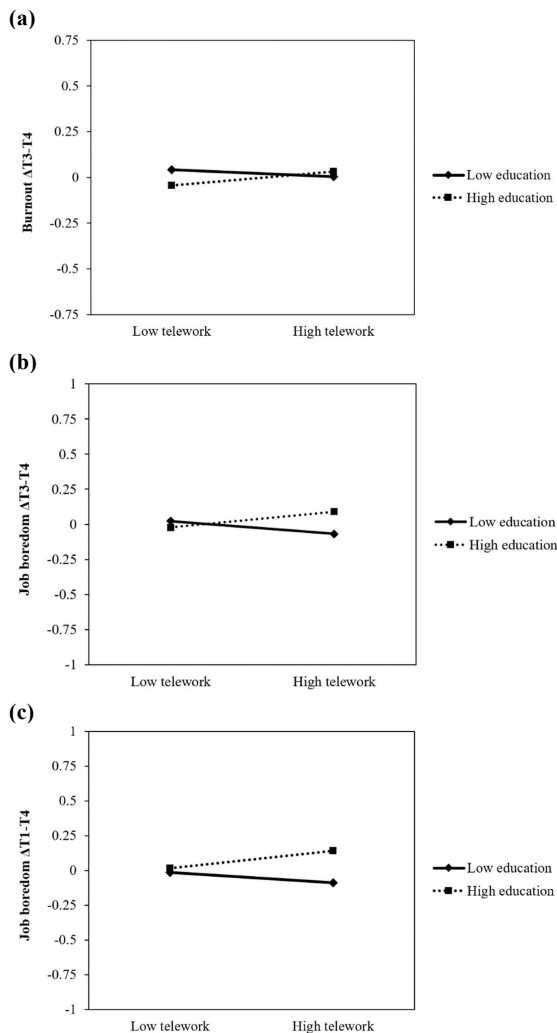 (a)
0.75
0.5
0.25
0
-0.25
-0.5
-0.75
Burnout ΔT3-T4
Low telework High telework
Low education
High education
(b)
1
0.75
0.5
0.25
0
-0.25
-0.5
-0.75
-1
Job boredom ΔT3-T4
Low telework High telework
Low education
High education
(c)
1
0.75
0.5
0.25
0
-0.25
-0.5
-0.75
-1
Job boredom ΔT1-T4
Low telework High telework
Low education
High education